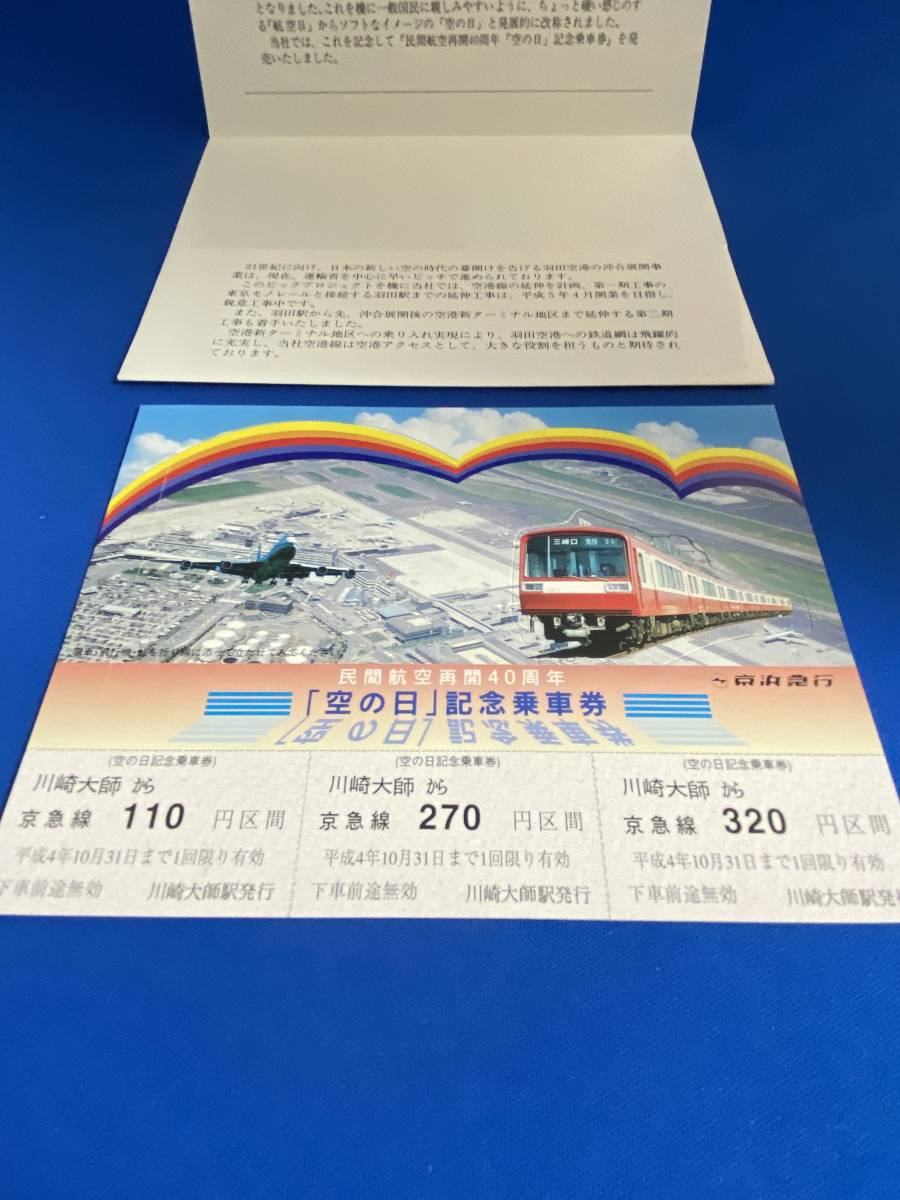 となりました。これを機に一般国民に親しみやすいように、ちょっと硬い感じのす
る「航空日」からソフトなイメージの「空の日」と発展的に改称されました。
当社では、これを記念して『民間航空再開40周年「空の日」記念乗車券』を発
売いたしました。
21世紀に向け、日本の新しい空の時代の幕開けを告げる羽田空港の沖合展開事
業は、現在、運輸省を中心に早いピッチで進められております。
このビックプロジェクトを機に当社では、空港線の延伸を計画、第一期工事の
東京モノレールと接続する羽田駅までの延伸工事は、平成5年4月開業を目指し、
鋭意工事中です。
また、羽田駅から先、沖合展開後の空港新ターミナル地区まで延伸する第二期
工事も着手いたしました。
空港新ターミナル地区への乗り入れ実現により、羽田空港への鉄道網は飛躍的
に充実し、当社空港線は空港アクセスとして、大きな役割を担うものと期待され
ております。
三崎口
民間航空再開40周年
京浜急行
「空の日」記念乗車券
「空の日」記念乗車券
(空の日記念乗車券)
川崎大師 から
京急線 110 円区間
平成4年10月31日まで1回限り有効
下車前途無効 川崎大師駅発行
(空の日記念乗車券)
川崎大師 から
京急線 270 円区間
平成4年10月31日まで1回限り有効
下車前途無効 川崎大師駅発行
(空の日記念乗車券)
川崎大師 から
京急線 320 円区間
平成4年10月31日まで1回限り有効
下車前途無効 川崎大師駅発行